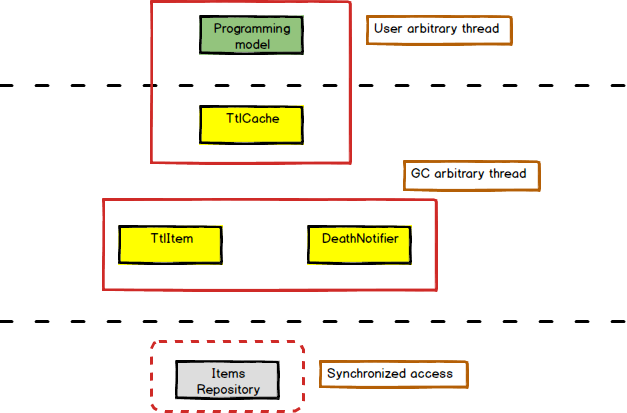 Programming
model
User arbitrary thread
TtlCache
GC arbitrary thread
TtlItem
DeathNotifier
Items
Repository
Synchronized access